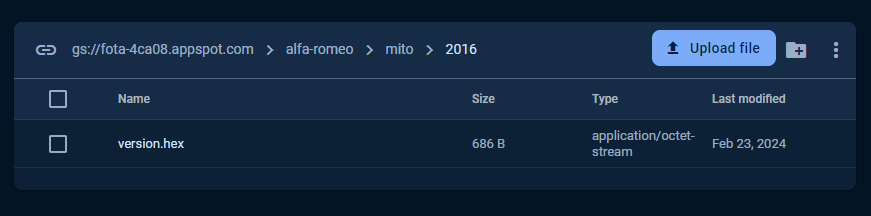 gs://fota-4ca08.appspot.com > alfa-romeo > mito > 2016 Upload file
Name Size Type Last modified
version.hex 686 B application/octet-
stream Feb 23, 2024